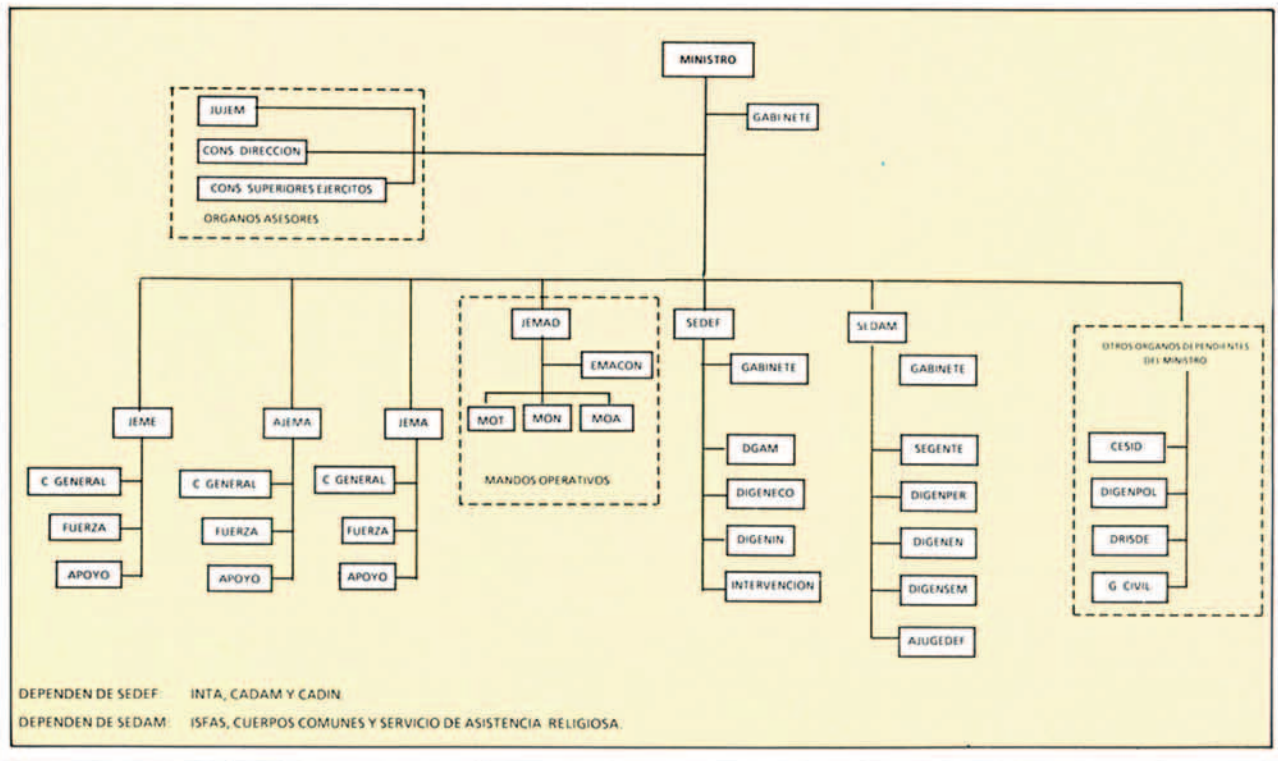 MINISTRO
GABINETE
JUJEM
CONS DIRECCION
CONS SUPERIORES EJERCITOS
ORGANOS ASESORES
JEMAD
SEDEF
SEDAM
OTROS ORGANOS DEPENDIENTES
DEL MINISTRO
EMACON
GABINETE
GABINETE
JEME
AJEMA
JEMA
MOT
MON
MOA
MANDOS OPERATIVOS
C GENERAL
FUERZA
APOYO
C GENERAL
FUERZA
APOYO
C GENERAL
FUERZA
APOYO
DGAM
DIGENECO
DIGENIN
INTERVENCION
SEGENTE
DIGENPER
DIGENEN
DIGENSEM
AJUGEDEF
CESID
DIGENPOL
DRISDE
G CIVIL
DEPENDEN DE SEDEF: INTA, CADAM Y CADIN.
DEPENDEN DE SEDAM: ISFAS, CUERPOS COMUNES Y SERVICIO DE ASISTENCIA RELIGIOSA.